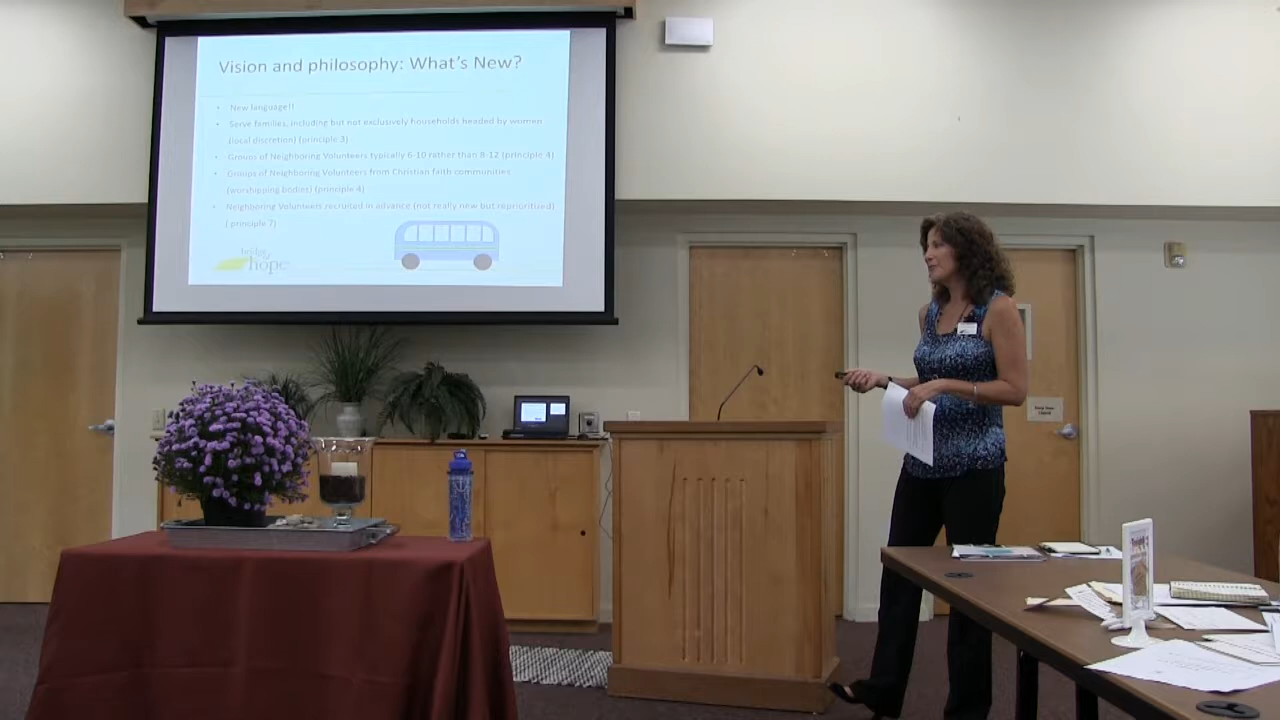 Vision and philosophy: What's New?
• New language!!
• Serve families, including but not exclusively households headed by women
(local discretion) (principle 3)
• Groups of Neighboring Volunteers typically 6-10 rather than 8-12 (principle 4)
• Groups of Neighboring Volunteers from Christian faith communities
(worshipping bodies) (principle 4)
• Neighboring Volunteers recruited in advance (not really new but reprioritized)
( principle 7)
bridge of
hope